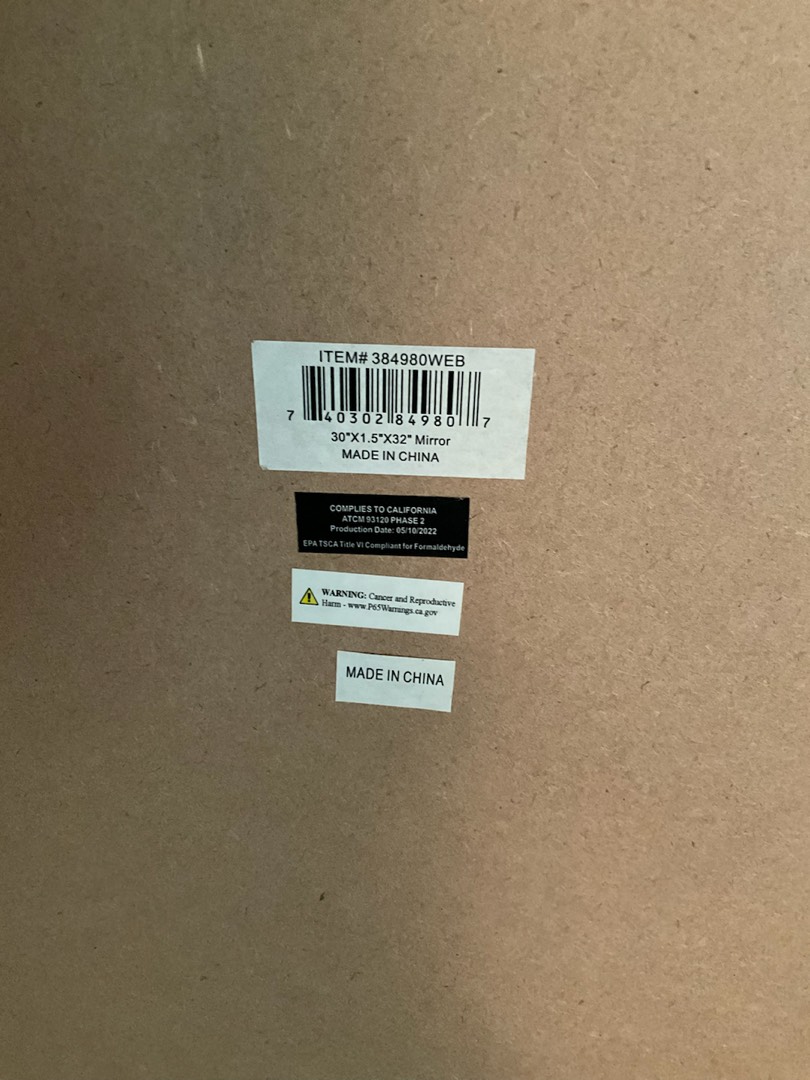 ITEM# 384980WEB
7 40302 84980 7
30"X1.5"X32" Mirror
MADE IN CHINA
COMPLIES TO CALIFORNIA
ATCM 93120 PHASE 2
Production Date: 05/10/2022
EPA TSCA Title VI Compliant for Formaldehyde
WARNING: Cancer and Reproductive
Harm - www.P65Warnings.ca.gov
MADE IN CHINA